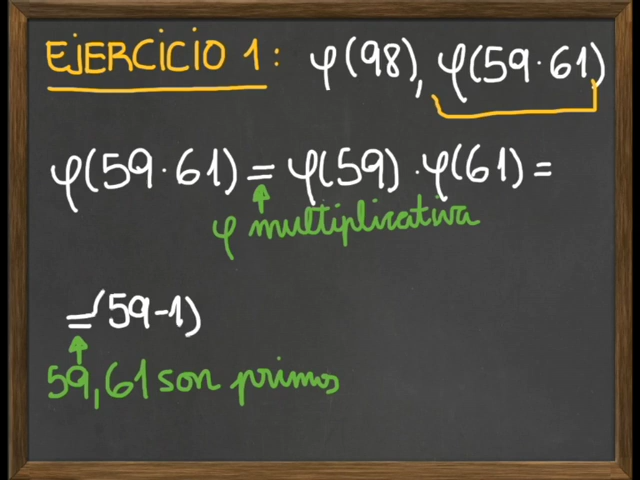 EJERCICIO 1: φ(98), φ(59·61)
φ(59·61) = φ(59)·φ(61) =
φ multiplicativa
=(59-1)
59, 61 son primos